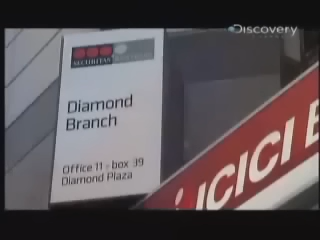 Discovery
SECURITAS
Diamond
Branch
Office 11 - box 39
Diamond Plaza
ICICI B